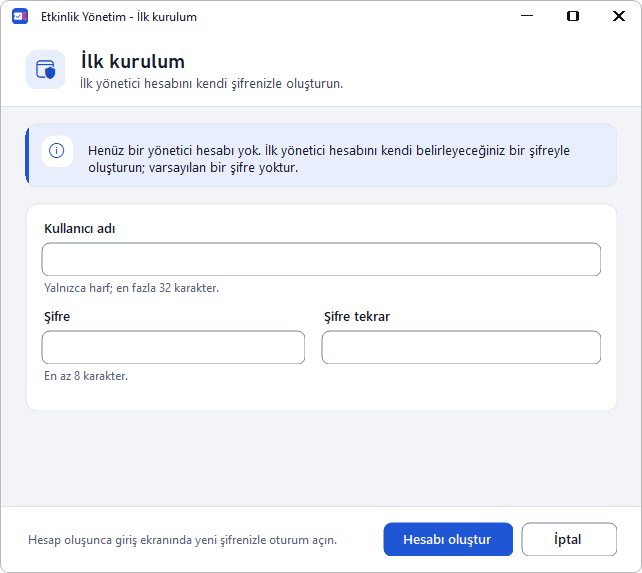 Etkinlik Yönetim - İlk kurulum
İlk kurulum
İlk yönetici hesabını kendi şifrenizle oluşturun.
Henüz bir yönetici hesabı yok. İlk yönetici hesabını kendi belirleyeceğiniz bir şifreyle
oluşturun; varsayılan bir şifre yoktur.
Kullanıcı adı
Yalnızca harf; en fazla 32 karakter.
Şifre
Şifre tekrar
En az 8 karakter.
Hesap oluşunca giriş ekranında yeni şifrenizle oturum açın.
Hesabı oluştur
İptal